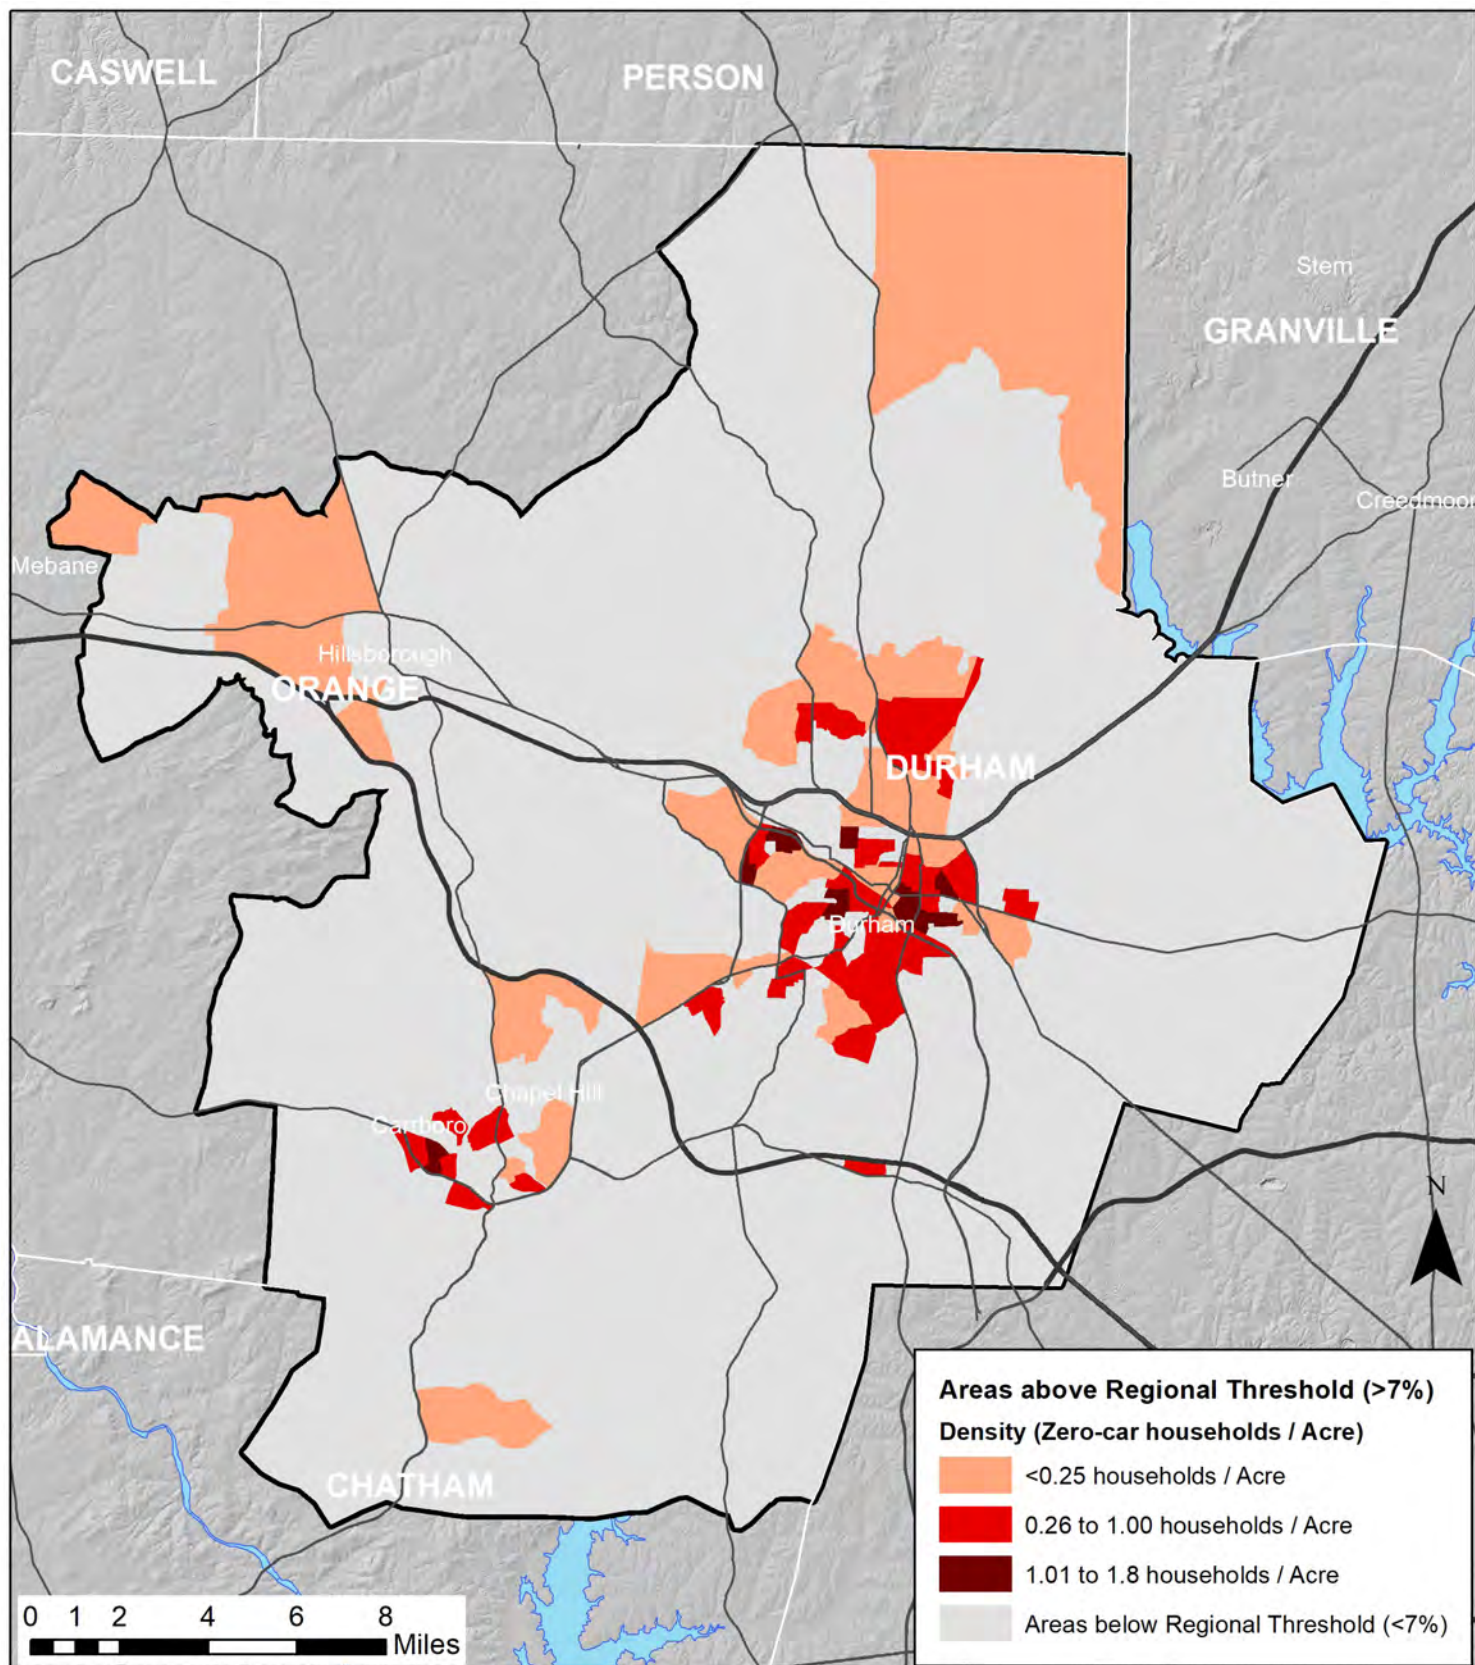 CASWELL
PERSON
Stem
GRANVILLE
Butner
Creedmoor
Mebane
Hillsborough
ORANGE
DURHAM
Durham
Chapel Hill
Carrboro
N
ALAMANCE
CHATHAM
Areas above Regional Threshold (>7%)
Density (Zero-car households / Acre)
<0.25 households / Acre
0.26 to 1.00 households / Acre
1.01 to 1.8 households / Acre
Areas below Regional Threshold (<7%)
0 1 2 4 6 8
Miles